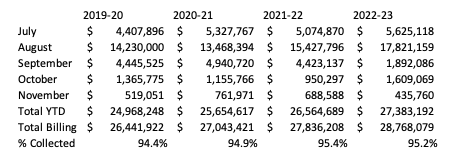 2019-20 2020-21 2021-22 2022-23
July $ 4,407,896 $ 5,327,767 $ 5,074,870 $ 5,625,118
August $ 14,230,000 $ 13,468,394 $ 15,427,796 $ 17,821,159
September $ 4,445,525 $ 4,940,720 $ 4,423,137 $ 1,892,086
October $ 1,365,775 $ 1,155,766 $ 950,297 $ 1,609,069
November $ 519,051 $ 761,971 $ 688,588 $ 435,760
Total YTD $ 24,968,248 $ 25,654,617 $ 26,564,689 $ 27,383,192
Total Billing $ 26,441,922 $ 27,043,421 $ 27,836,208 $ 28,768,079
% Collected 94.4% 94.9% 95.4% 95.2%